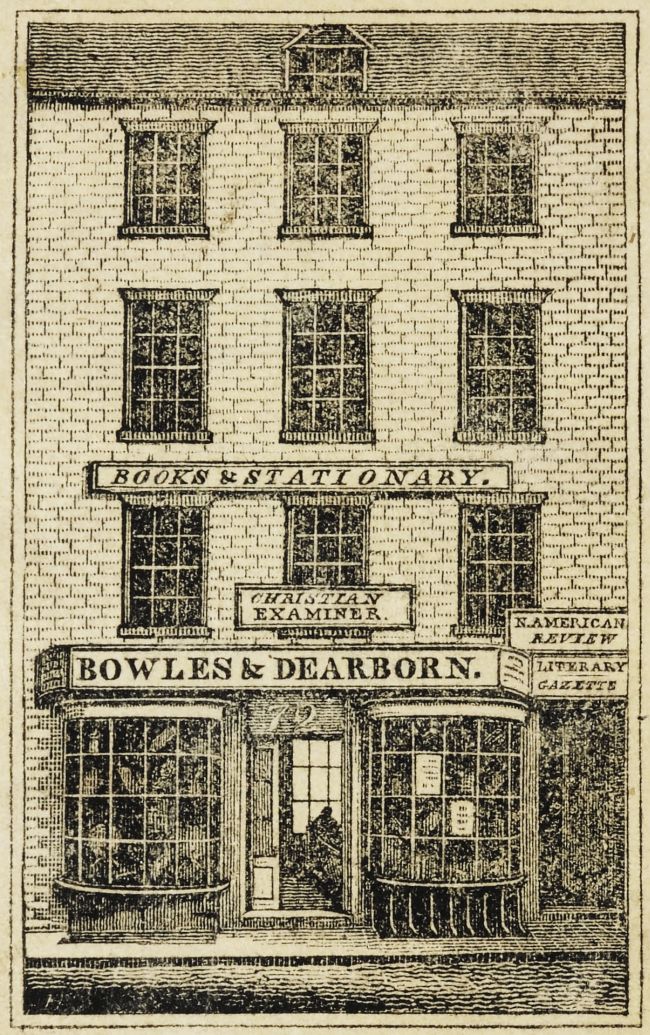 BOOKS & STATIONARY.
CHRISTIAN
EXAMINER.
N. AMERICAN
REVIEW
BOWLES & DEARBORN.
LITERARY
GAZETTE
72